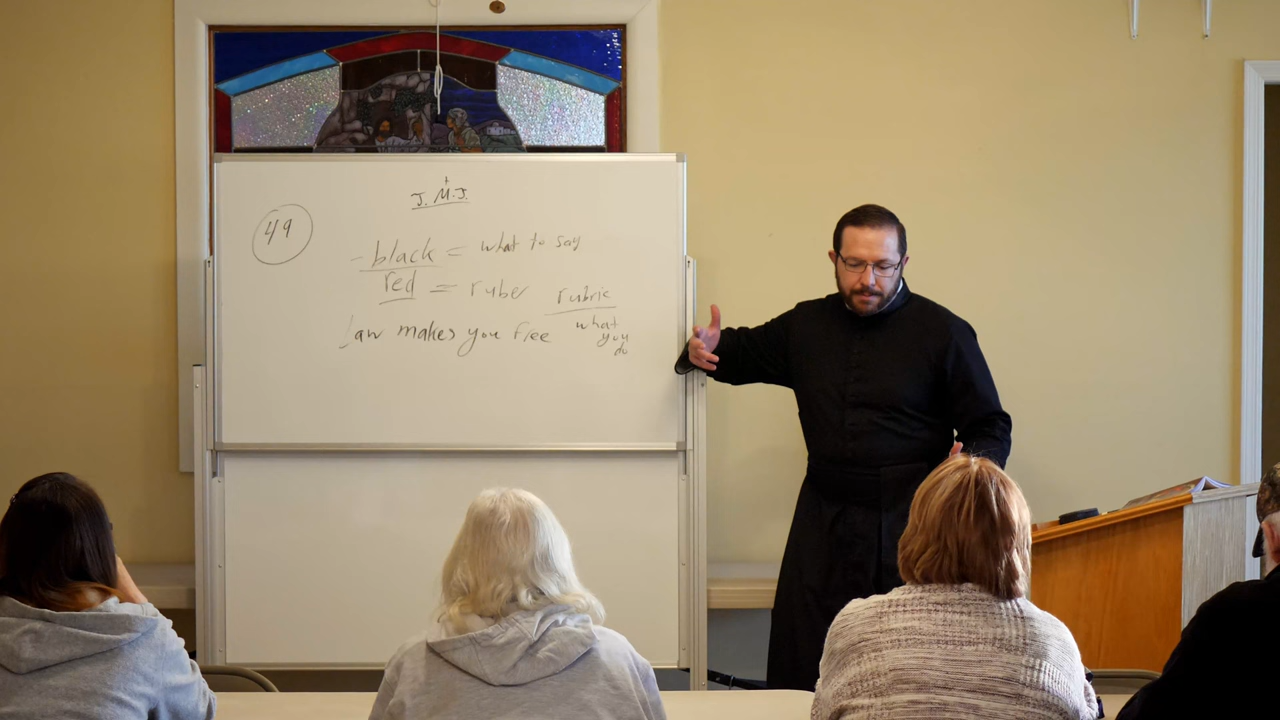 J.M.J.
49
- black = what to say
red = ruber rubric
what
you
do
law makes you free